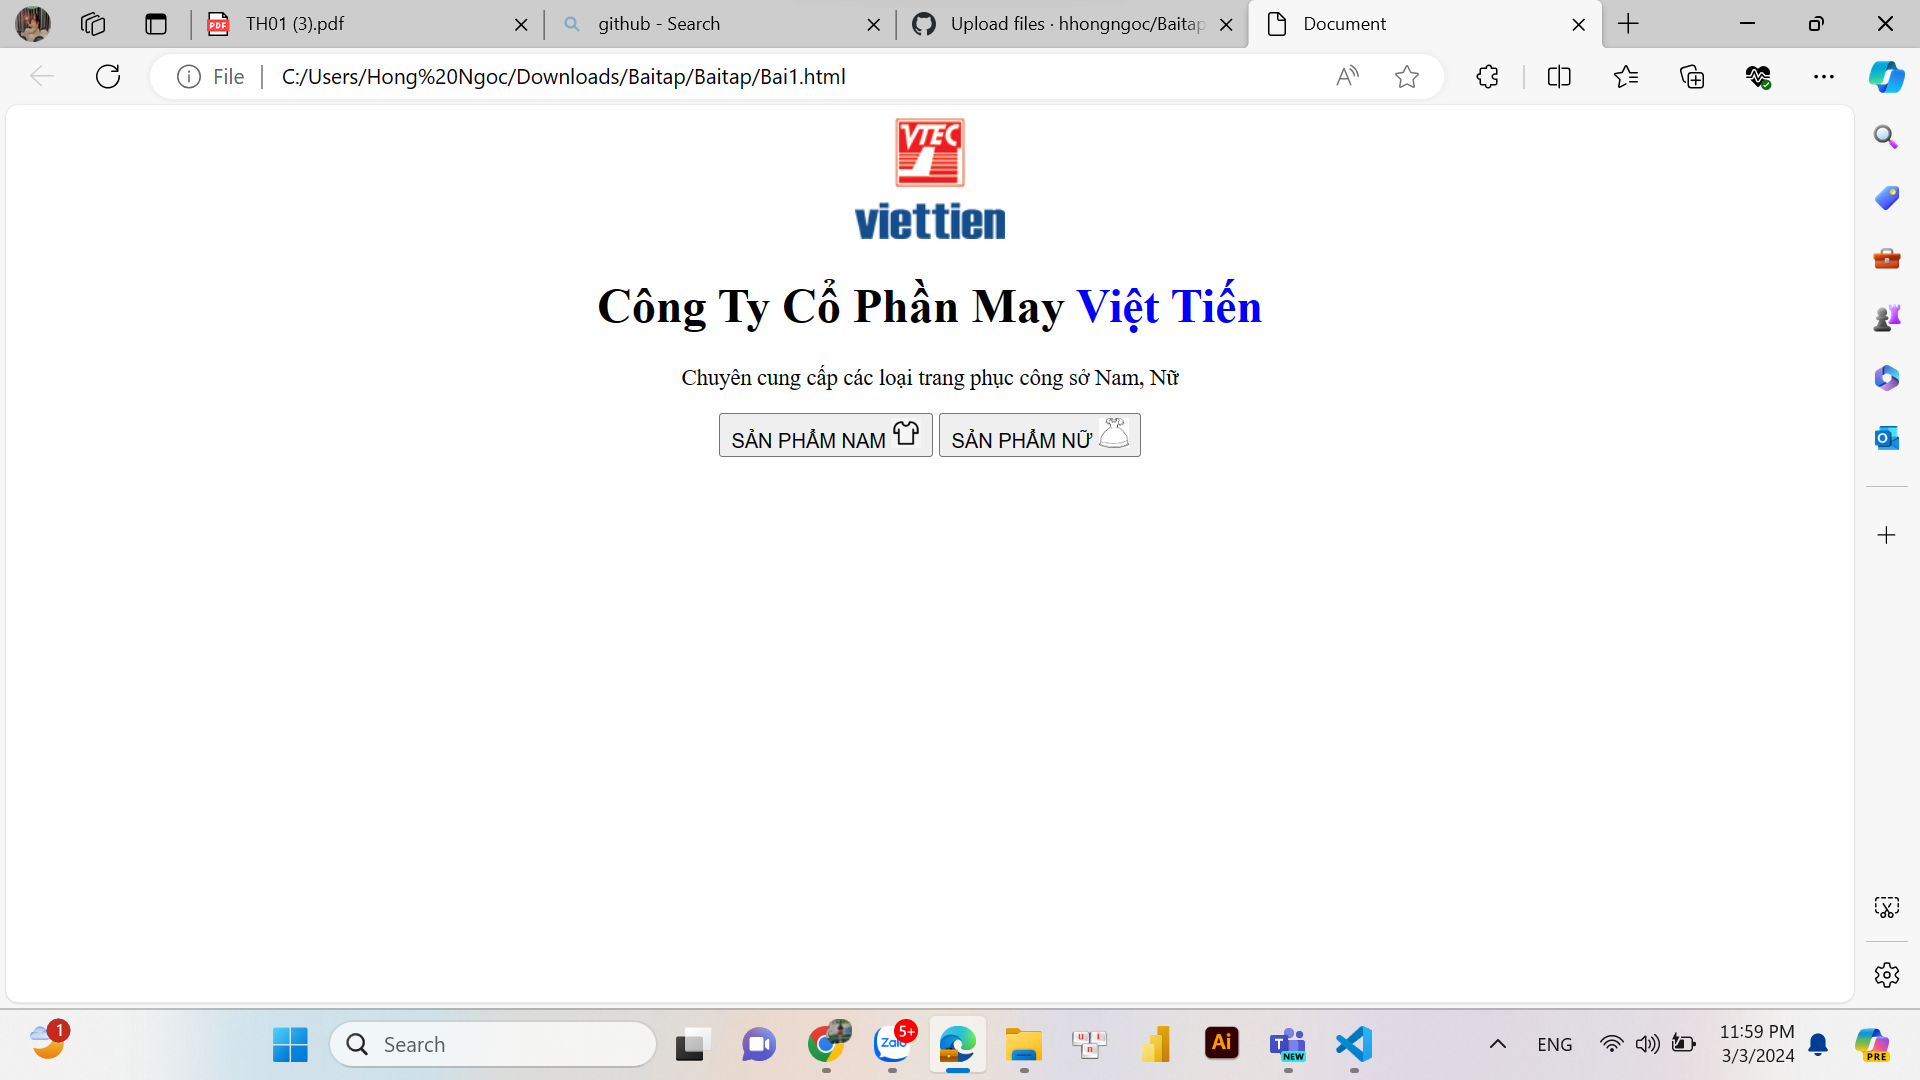 TH01 (3).pdf
github - Search
Upload files · hhongngoc/Baitap
Document
File
C:/Users/Hong%20Ngoc/Downloads/Baitap/Baitap/Bai1.html
VTEC
viettien
Công Ty Cổ Phần May Việt Tiến
Chuyên cung cấp các loại trang phục công sở Nam, Nữ
SẢN PHẨM NAM
SẢN PHẨM NỮ
1
Search
Zalo
5+
Ai
T
NEW
ENG
11:59 PM
3/3/2024
PRE